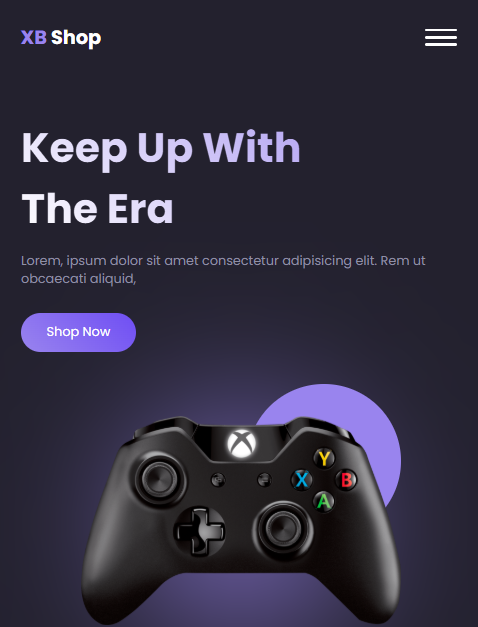 XB Shop
Keep Up With
The Era
Lorem, ipsum dolor sit amet consectetur adipisicing elit. Rem ut
obcaecati aliquid,
Shop Now
Y
X B
A